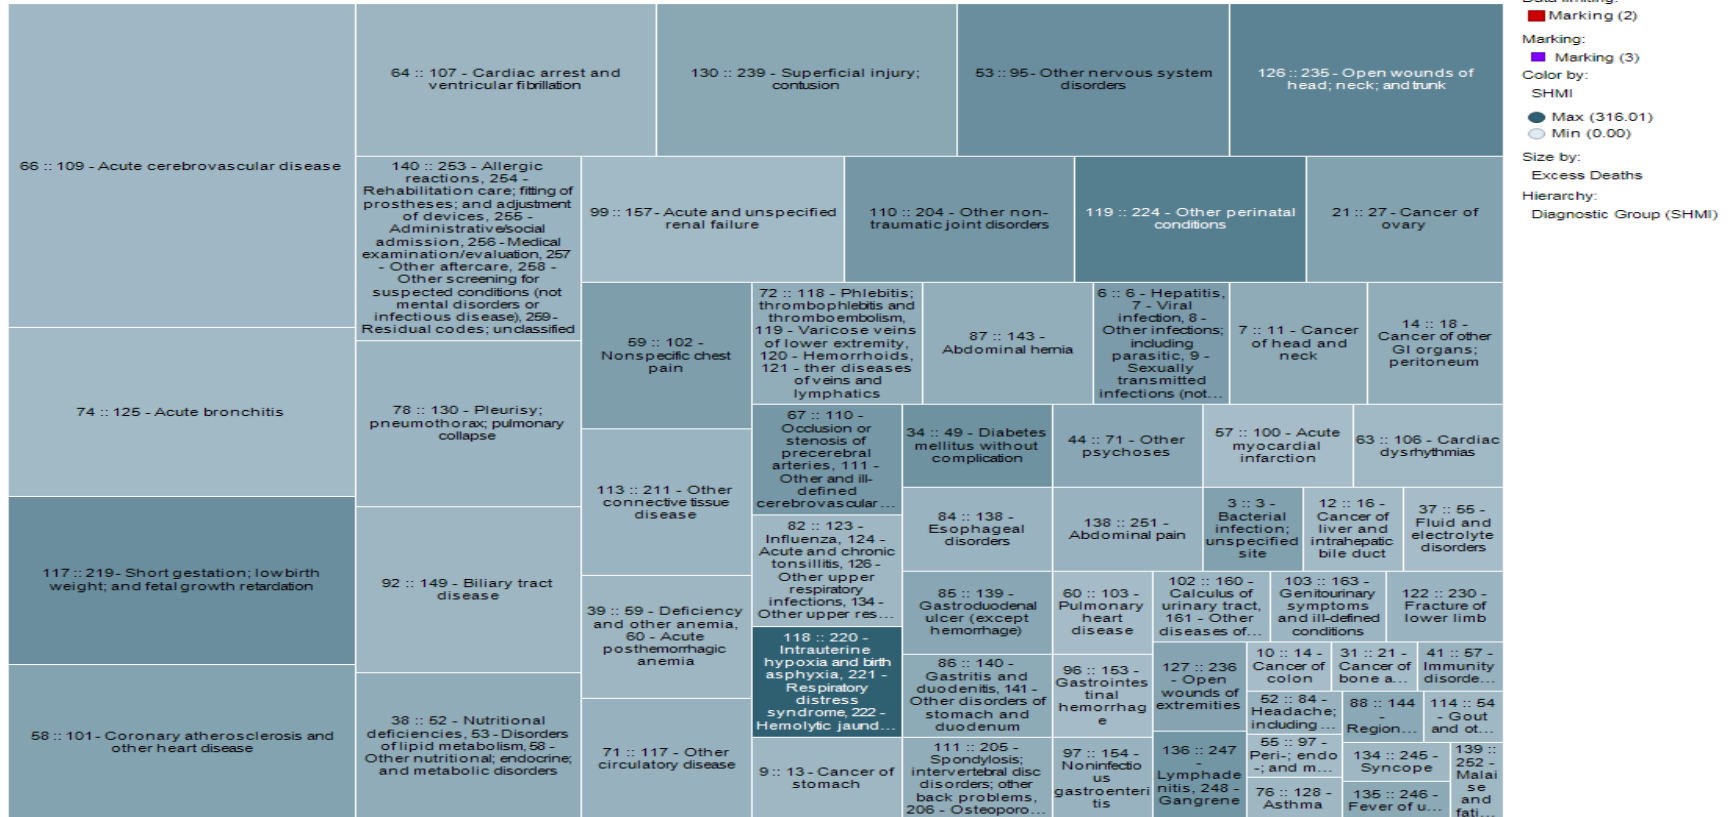 66 :: 109 - Acute cerebrovascular disease
74 :: 125 - Acute bronchitis
117 :: 219- Short gestation; low birth
weight; and fetal growth retardation
58 :: 101 - Coronary atherosclerosis and
other heart disease
64 :: 107 - Cardiac arrest and
ventricular fibrillation
130 :: 239 - Superficial injury;
contusion
53 :: 95- Other nervous system
disorders
126 :: 235 - Open wounds of
head; neck; and trunk
140 :: 253 - Allergic
reactions, 254 -
Rehabilitation care; fitting of
prostheses; and adjustment
of devices, 255 -
Administrative/social
admission, 256 - Medical
examination/evaluation, 257
- Other aftercare, 258 -
Other screening for
suspected conditions (not
mental disorders or
infectious disease), 259-
Residual codes; unclassified
99 :: 157 - Acute and unspecified
renal failure
110 :: 204 - Other non-
traumatic joint disorders
119 :: 224 - Other perinatal
conditions
21 :: 27 - Cancer of
ovary
78 :: 130 - Pleurisy;
pneumothorax; pulmonary
collapse
92 :: 149 - Biliary tract
disease
38 :: 52 - Nutritional
deficiencies, 53 - Disorders
of lipid metabolism, 58 -
Other nutritional; endocrine;
and metabolic disorders
59 :: 102 -
Nonspecific chest
pain
113 :: 211 - Other
connective tissue
disease
39 :: 59 - Deficiency
and other anemia,
60 - Acute
posthemorrhagic
anemia
71 :: 117 - Other
circulatory disease
72 :: 118 - Phlebitis;
thrombophlebitis and
thromboembolism,
119 - Varicose veins
of lower extremity,
120 - Hemorrhoids,
121 - ther diseases
of veins and
lymphatics
87 :: 143 -
Abdominal hernia
6 :: 6 - Hepatitis,
7 - Viral
infection, 8 -
Other infections;
including
parasitic, 9 -
Sexually
transmitted
infections (not...
7 :: 11 - Cancer
of head and
neck
14 :: 18 -
Cancer of other
GI organs;
peritoneum
67 :: 110 -
Occlusion or
stenosis of
precerebral
arteries, 111 -
Other and ill-
defined
cerebrovascular ...
82 :: 123 -
Influenza, 124 -
Acute and chronic
tonsillitis, 126 -
Other upper
respiratory
infections, 134 -
Other upper res...
118 :: 220 -
Intrauterine
hypoxia and birth
asphyxia, 221 -
Respiratory
distress
syndrome, 222 -
Hemolytic jaund...
9 :: 13 - Cancer of
stomach
34 :: 49 - Diabetes
mellitus without
complication
44 :: 71 - Other
psychoses
57 :: 100 - Acute
myocardial
infarction
63 :: 106 - Cardiac
dysrhythmias
84 :: 138 -
Esophageal
disorders
138 :: 251 -
Abdominal pain
3 :: 3 -
Bacterial
infection;
unspecified
site
12 :: 16 -
Cancer of
liver and
intrahepatic
bile duct
37 :: 55 -
Fluid and
electrolyte
disorders
85 :: 139 -
Gastroduodenal
ulcer (except
hemorrhage)
60 :: 103 -
Pulmonary
heart
disease
102 :: 160 -
Calculus of
urinary tract,
161 - Other
diseases of...
103 :: 163 -
Genitourinary
symptoms
and ill-defined
conditions
122 :: 230 -
Fracture of
lower limb
86 :: 140 -
Gastritis and
duodenitis, 141 -
Other disorders of
stomach and
duodenum
96 :: 153 -
Gastrointes
tinal
hemorrhag
e
127 :: 236
- Open
wounds of
extremities
10 :: 14 -
Cancer of
colon
31 :: 21 -
Cancer of
bone a...
41 :: 57 -
Immunity
disorde...
52 :: 84 -
Headache;
including ...
88 :: 144
-
Region...
114 :: 54
- Gout
and ot...
111 :: 205 -
Spondylosis;
intervertebral disc
disorders; other
back problems,
206 - Osteoporo...
97 :: 154 -
Noninfectio
us
gastroenteri
tis
136 :: 247
-
Lymphade
nitis, 248 -
Gangrene
55 :: 97 -
Peri-; endo
-; and m...
134 :: 245 -
Syncope
139 ::
252 -
Malai
se
and
fati...
76 :: 128 -
Asthma
135 :: 246 -
Fever of u...
Data limiting:
Marking (2)
Marking:
Marking (3)
Color by:
SHMI
Max (316.01)
Min (0.00)
Size by:
Excess Deaths
Hierarchy:
Diagnostic Group (SHMI)